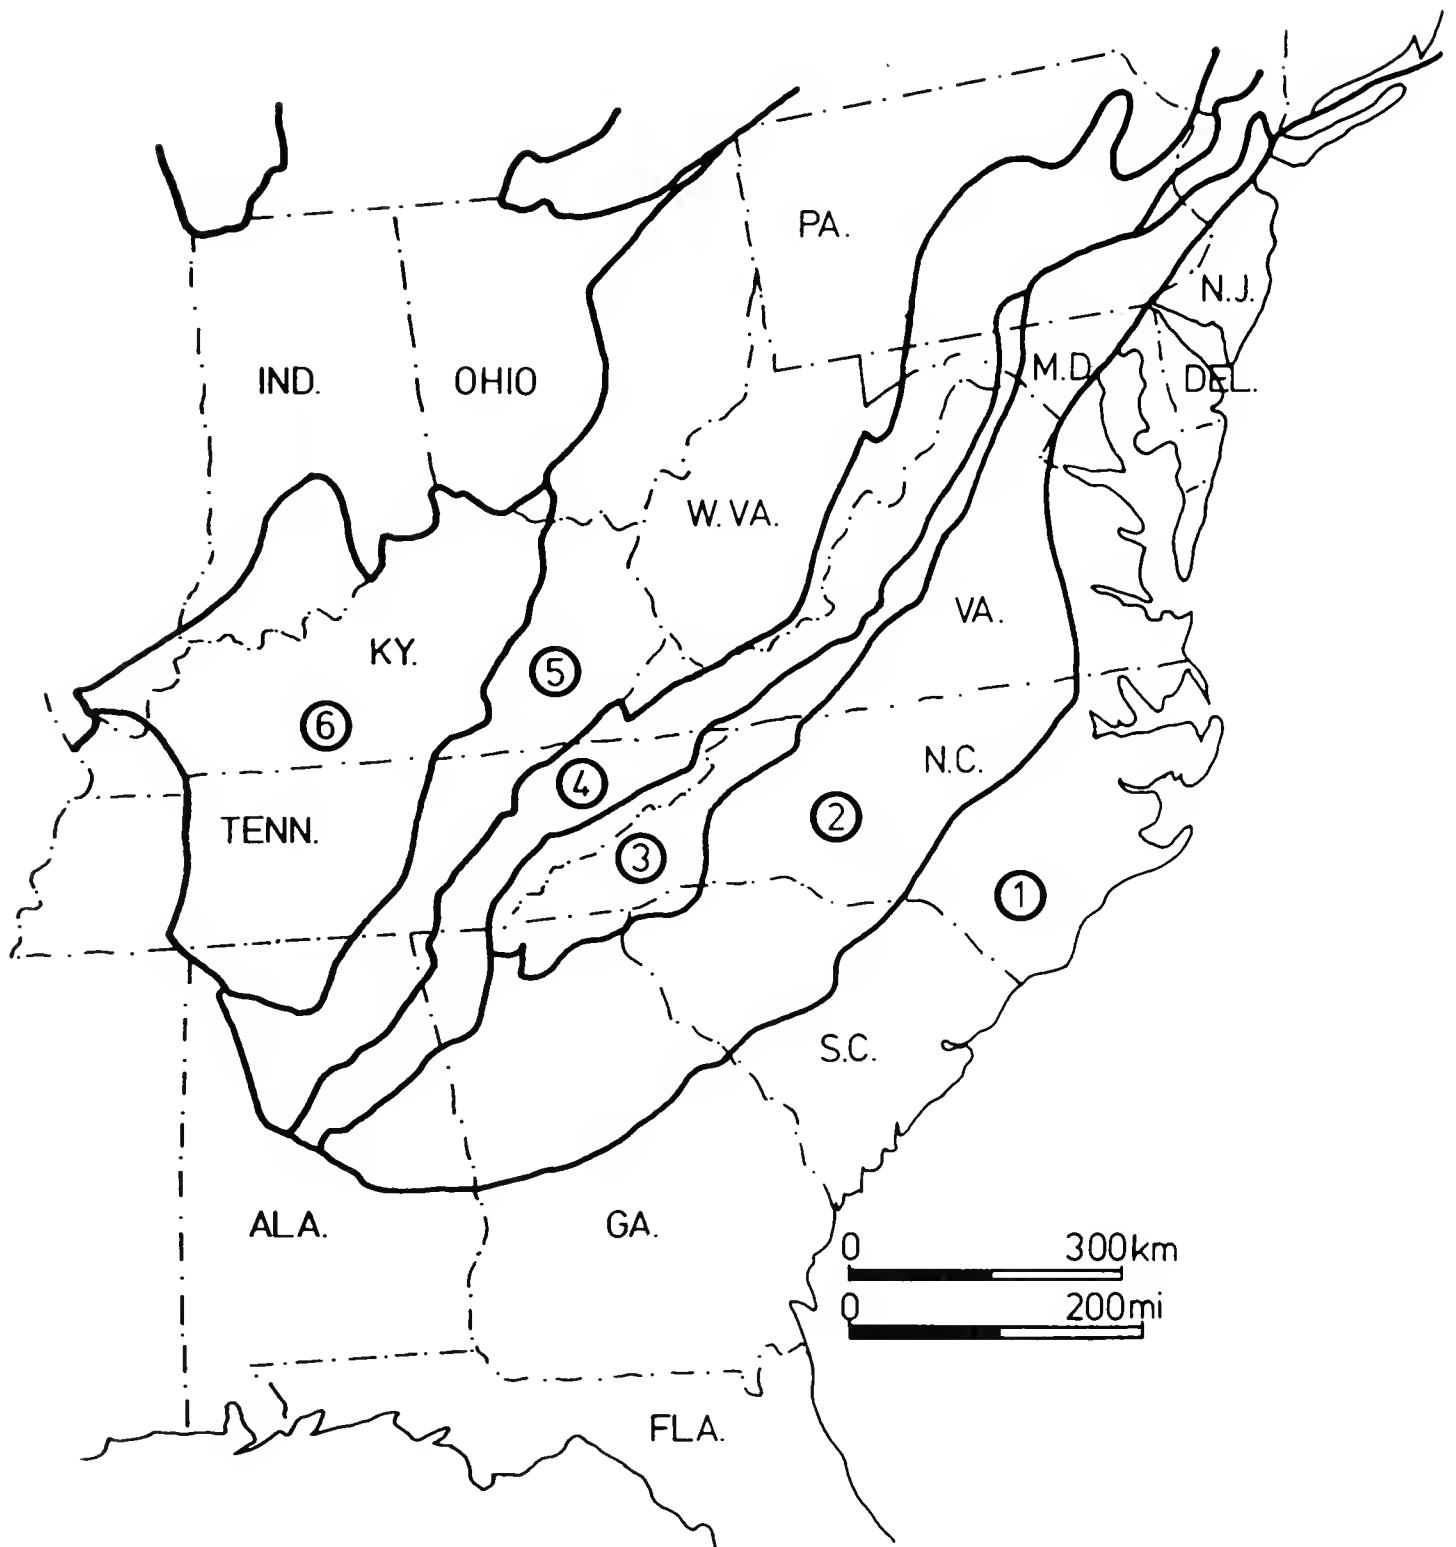 PA.
N.J.
IND.
OHIO
M.D.
DEL.
W. VA.
VA.
KY.
5
6
N.C.
4
TENN.
2
3
1
S.C.
ALA.
GA.
0 300km
0 200mi
FLA.